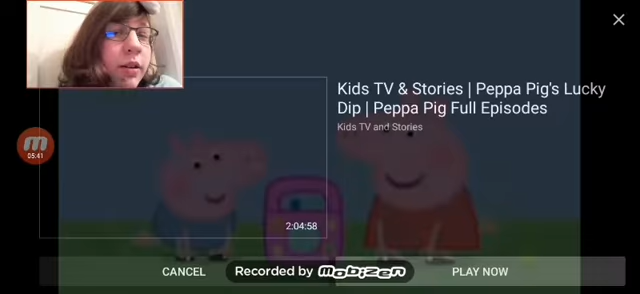 Kids TV & Stories | Peppa Pig's Lucky
Dip | Peppa Pig Full Episodes
Kids TV and Stories
m
05:41
2:04:58
CANCEL
Recorded by mobizen
PLAY NOW